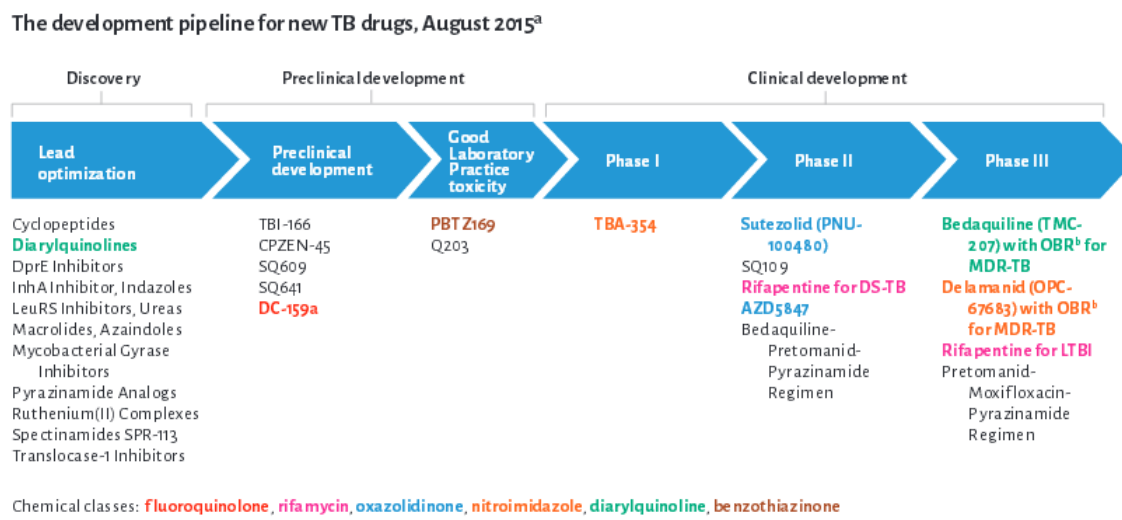 The development pipeline for new TB drugs, August 2015ᵃ
Discovery
Preclinical development
Clinical development
Lead
optimization
Preclinical
development
Good
Laboratory
Practice
toxicity
Phase I
Phase II
Phase III
Cyclopeptides
Diarylquinolines
DprE Inhibitors
InhA Inhibitor, Indazoles
LeuRS Inhibitors, Ureas
Macrolides, Azaindoles
Mycobacterial Gyrase
Inhibitors
Pyrazinamide Analogs
Ruthenium(II) Complexes
Spectinamides SPR-113
Translocase-1 Inhibitors
TBI-166
CPZEN-45
SQ609
SQ641
DC-159a
PBTZ169
Q203
TBA-354
Sutezolid (PNU-
100480)
SQ109
Rifapentine for DS-TB
AZD5847
Bedaquiline-
Pretomanid-
Pyrazinamide
Regimen
Bedaquiline (TMC-
207) with OBRᵇ for
MDR-TB
Delamanid (OPC-
67683) with OBRᵇ
for MDR-TB
Rifapentine for LTBI
Pretomanid-
Moxifloxacin-
Pyrazinamide
Regimen
Chemical classes: fluoroquinolone, rifamycin, oxazolidinone, nitroimidazole, diarylquinoline, benzothiazinone